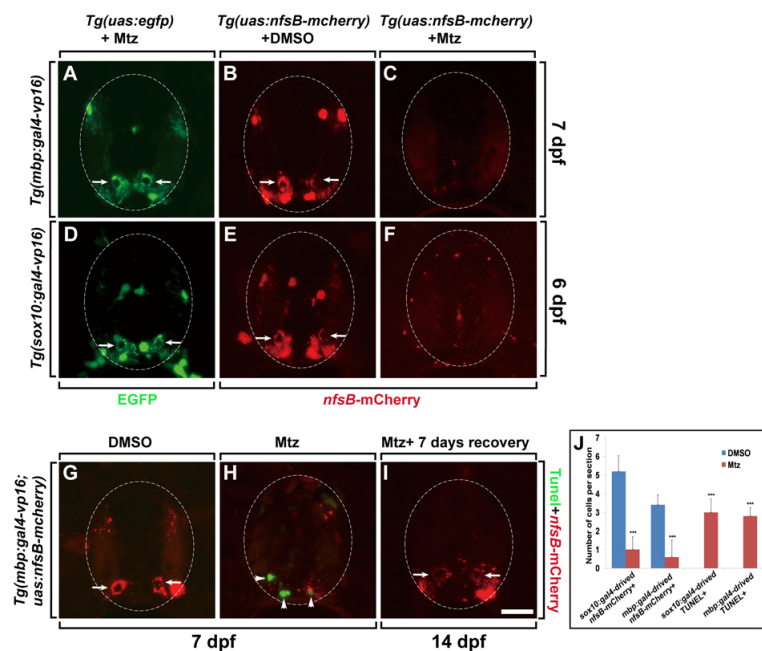 Tg(uas:egfp) Tg(uas:nfsB-mcherry) Tg(uas:nfsB-mcherry)
+ Mtz +DMSO +Mtz
Tg(mbp:gal4-vp16)
A B C
7 dpf
Tg(sox10:gal4-vp16)
D E F
6 dpf
EGFP nfsB-mCherry
DMSO Mtz Mtz+ 7 days recovery
Tg(mbp:gal4-vp16;
uas:nfsB-mcherry)
G H I
Tunel+nfsB-mCherry
7 dpf 14 dpf
J
Number of cells per section
7
6
5
4
3
2
1
0
DMSO
Mtz
*** *** *** ***
sox10:gal4-drived
nfsB-mCherry+
mbp:gal4-drived
nfsB-mCherry+
sox10:gal4-drived
TUNEL+
mbp:gal4-drived
TUNEL+